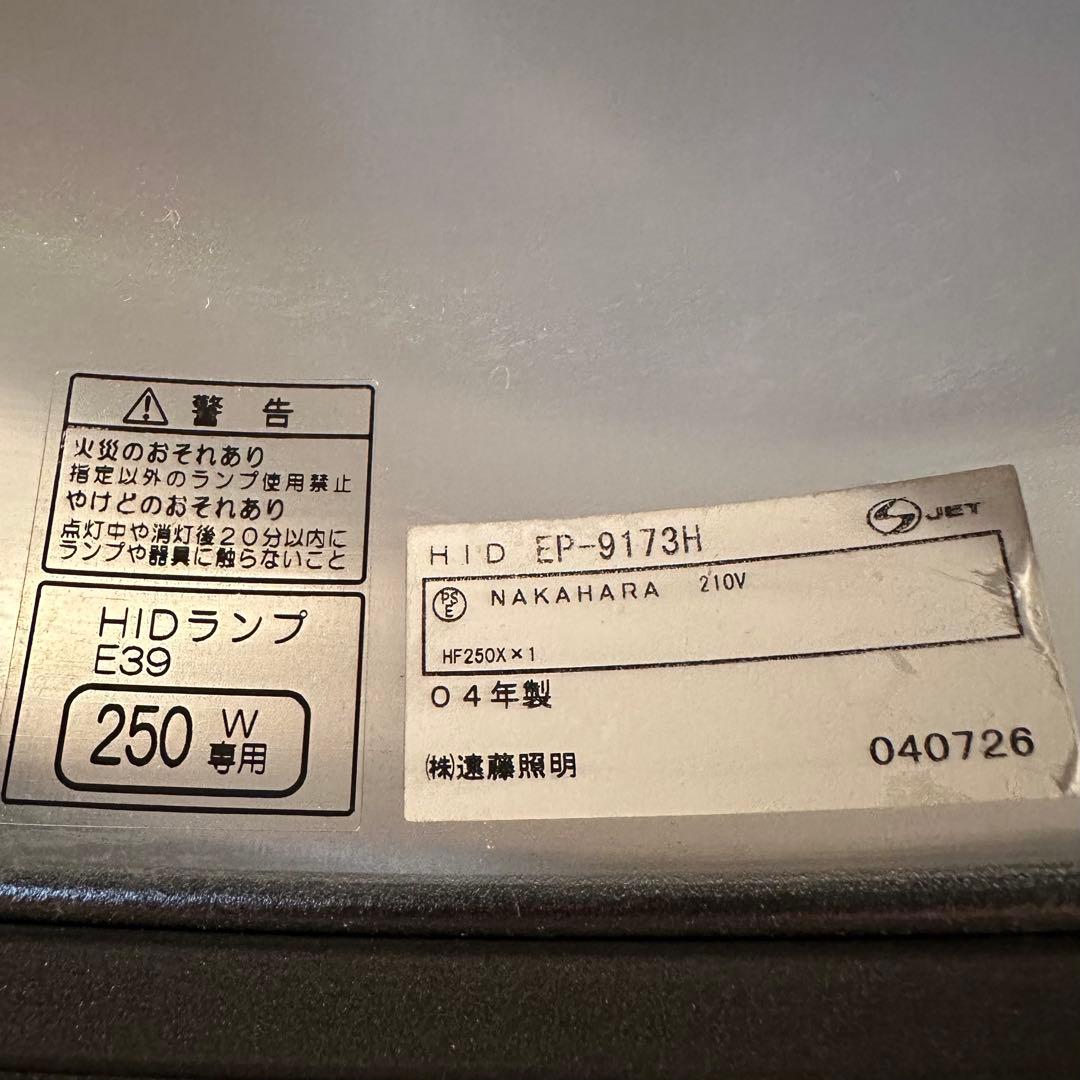 ⚠ 警告
火災のおそれあり
指定以外のランプ使用禁止
やけどのおそれあり
点灯中や消灯後20分以内に
ランプや器具に触らないこと
HIDランプ
E39
250W専用
JET
HID EP-9173H
PSE NAKAHARA 210V
HF250X×1
04年製
㈱遠藤照明
040726